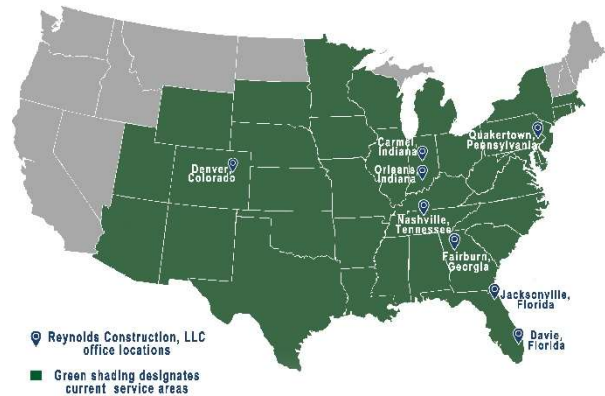 Denver,
Colorado
Carmel,
Indiana
Orleans,
Indiana
Quakertown,
Pennsylvania
Nashville,
Tennessee
Fairburn,
Georgia
Jacksonville,
Florida
Davie,
Florida
Reynolds Construction, LLC
office locations
Green shading designates
current service areas